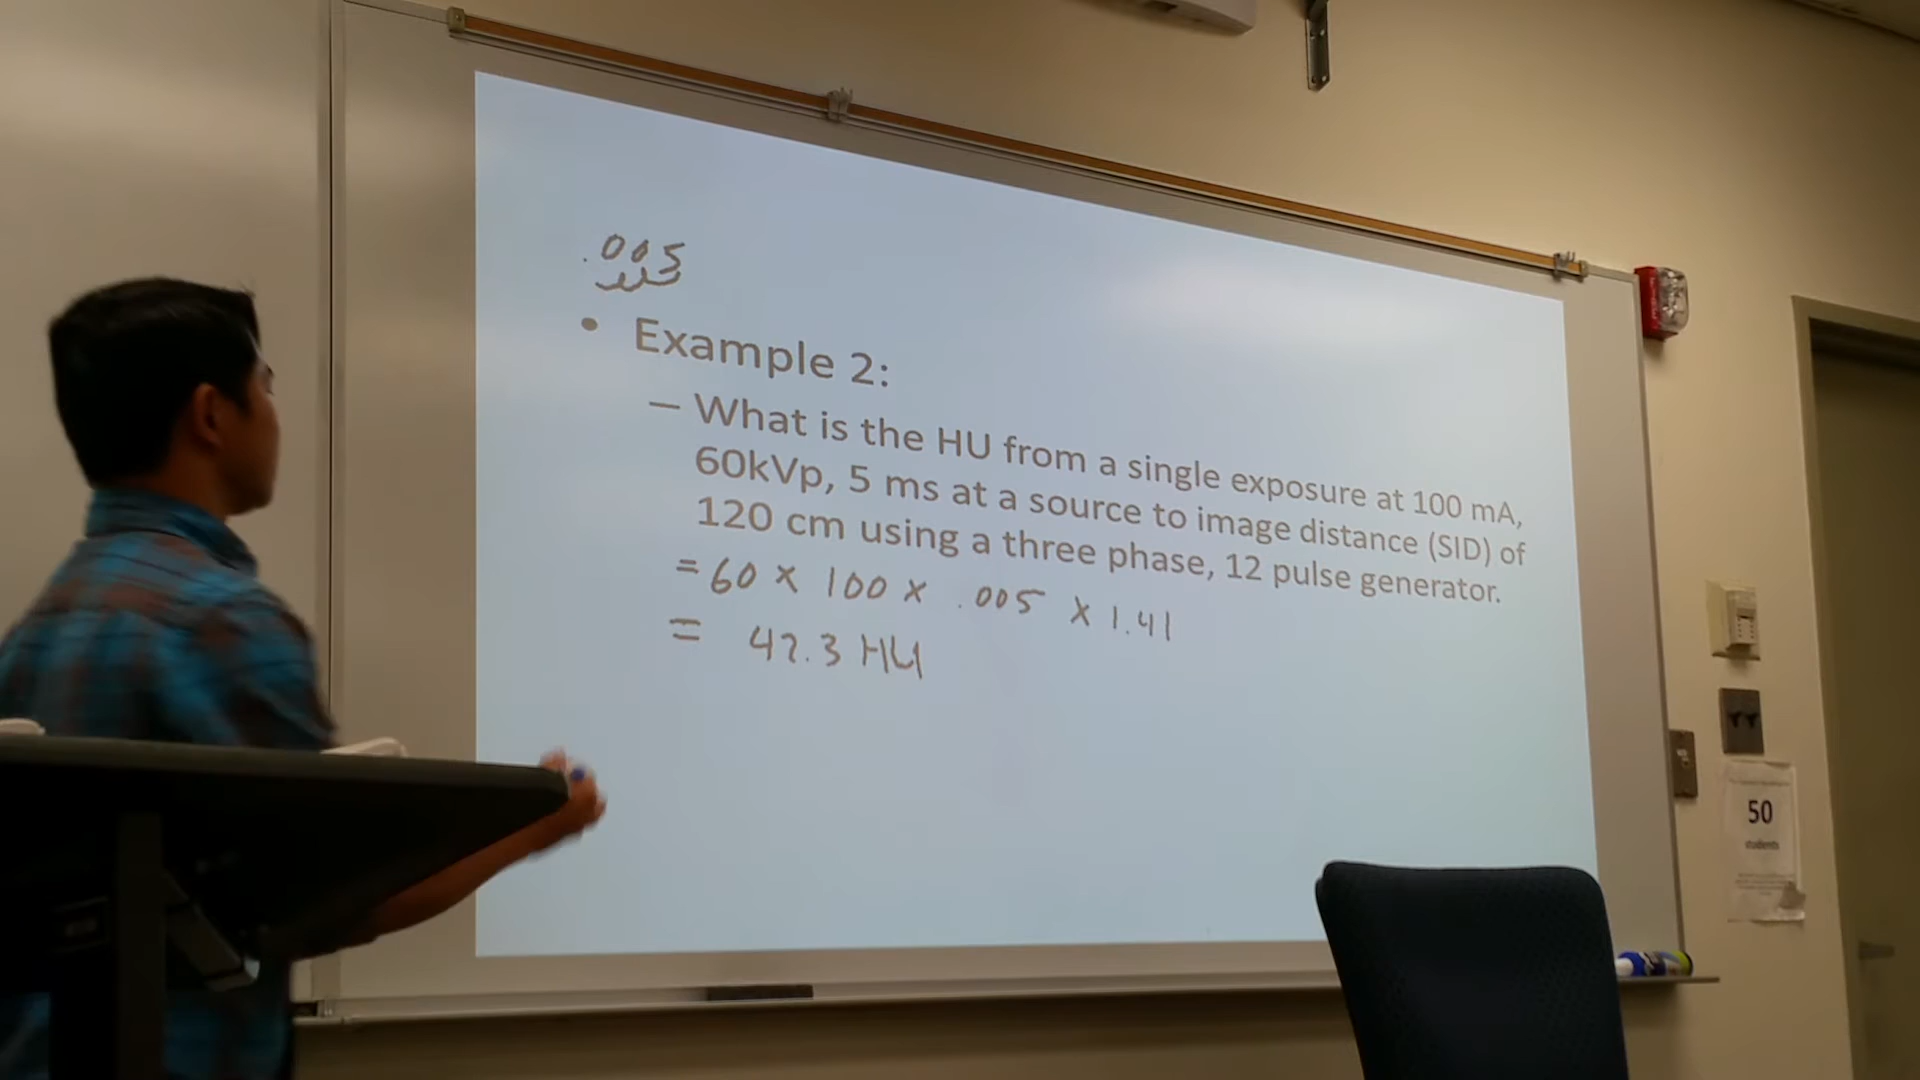 .005
• Example 2:
– What is the HU from a single exposure at 100 mA,
60kVp, 5 ms at a source to image distance (SID) of
120 cm using a three phase, 12 pulse generator.
= 60 x 100 x .005 x 1.41
= 42.3 HU
50
students